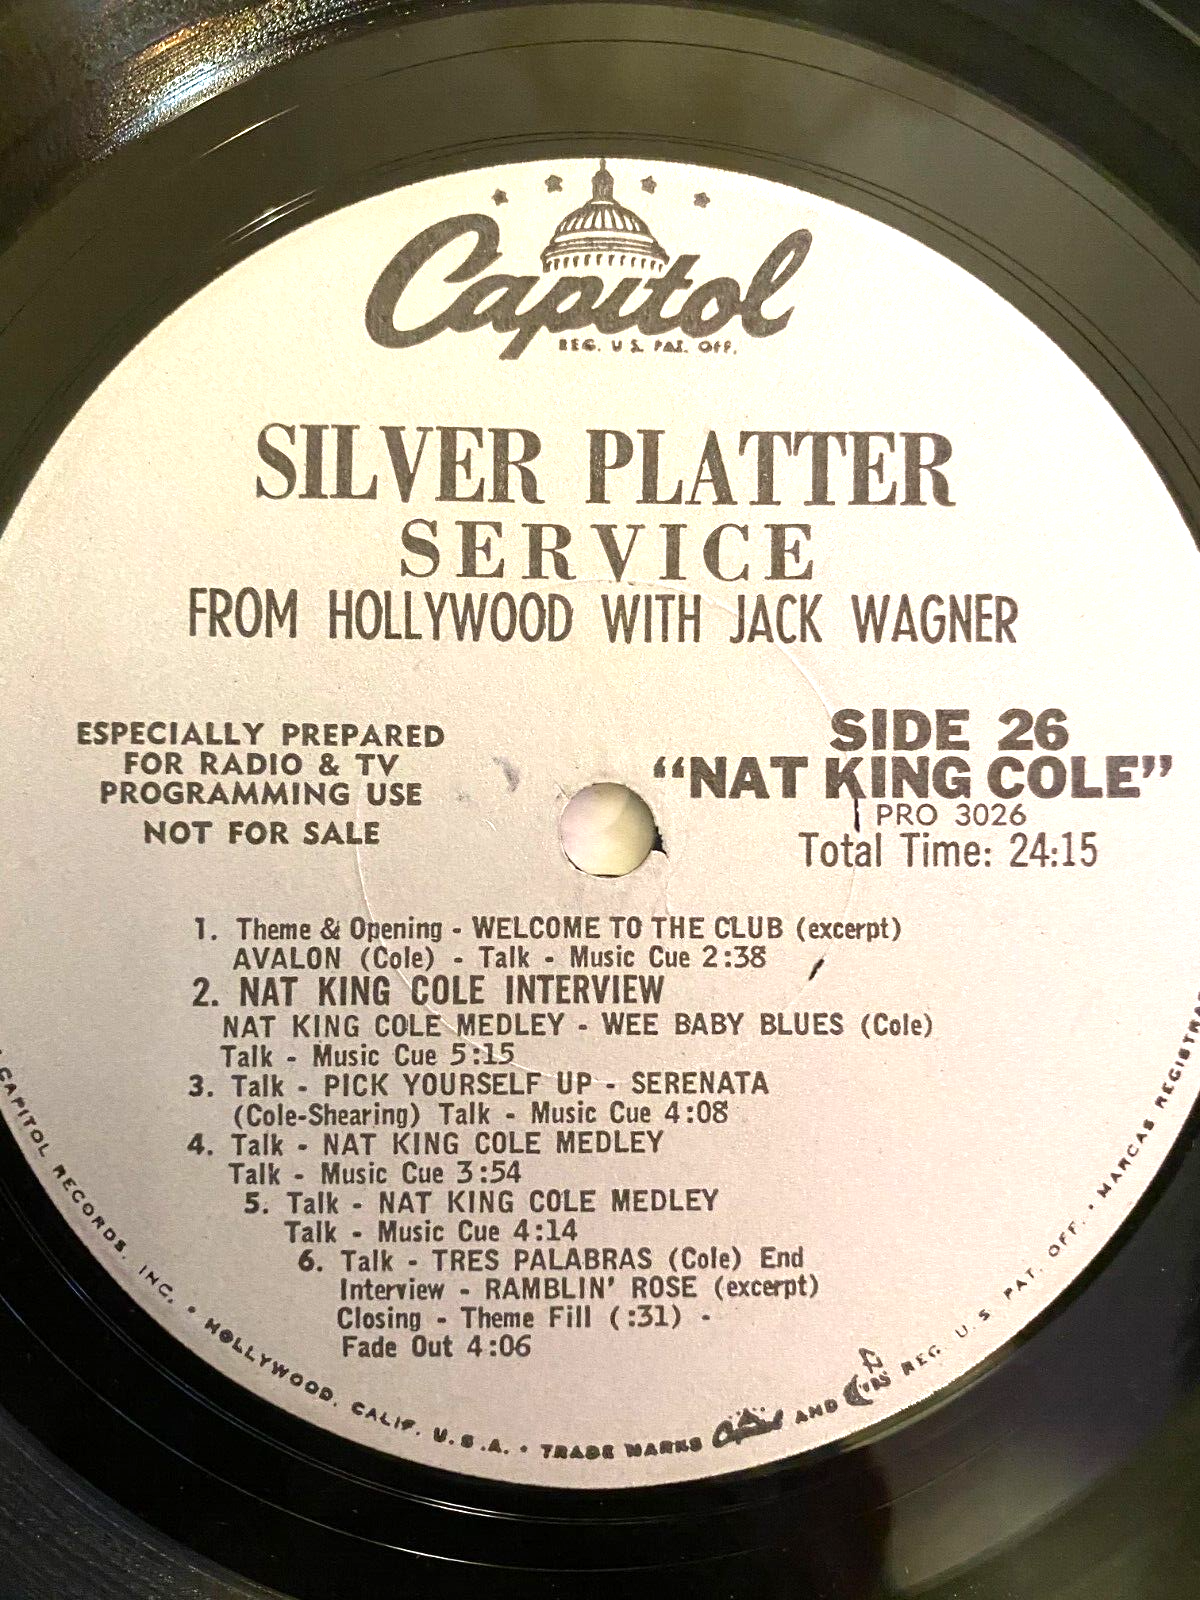 Capitol
REG. U.S. PAT. OFF.
SILVER PLATTER
SERVICE
FROM HOLLYWOOD WITH JACK WAGNER
ESPECIALLY PREPARED
FOR RADIO & TV
PROGRAMMING USE
NOT FOR SALE
SIDE 26
“NAT KING COLE”
PRO 3026
Total Time: 24:15
1. Theme & Opening - WELCOME TO THE CLUB (excerpt)
AVALON (Cole) - Talk - Music Cue 2:38
2. NAT KING COLE INTERVIEW
NAT KING COLE MEDLEY - WEE BABY BLUES (Cole)
Talk - Music Cue 5:15
3. Talk - PICK YOURSELF UP - SERENATA
(Cole-Shearing) Talk - Music Cue 4:08
4. Talk - NAT KING COLE MEDLEY
Talk - Music Cue 3:54
5. Talk - NAT KING COLE MEDLEY
Talk - Music Cue 4:14
6. Talk - TRES PALABRAS (Cole) End
Interview - RAMBLIN' ROSE (excerpt)
Closing - Theme Fill (:31) -
Fade Out 4:06
CAPITOL RECORDS, INC. • HOLLYWOOD, CALIF. U.S.A. • TRADE MARKS Capitol AND REG. U.S. PAT. OFF. • MARCAS